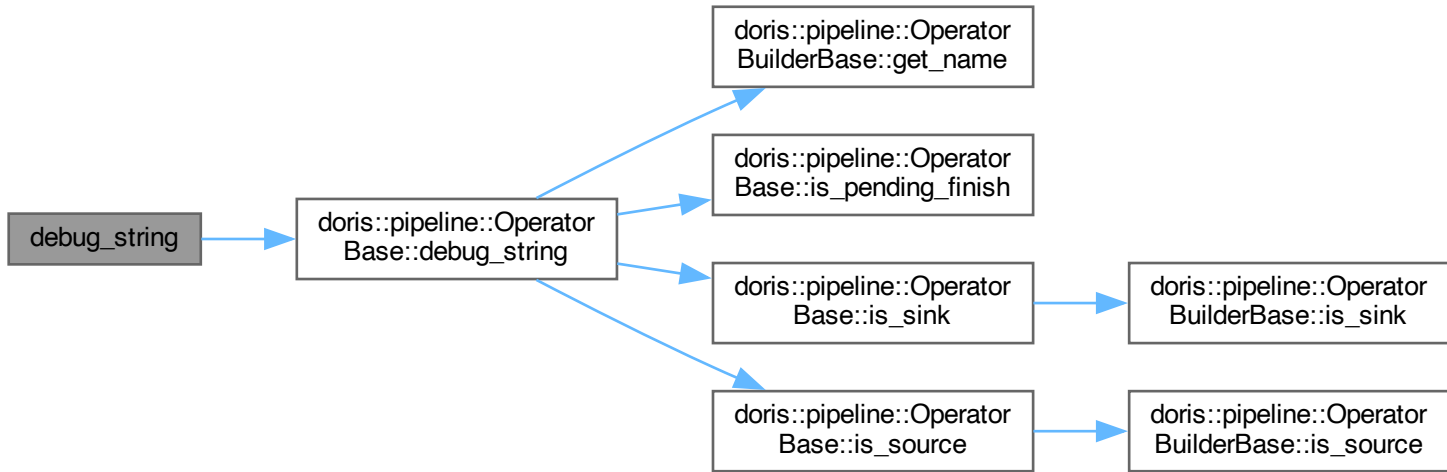 debug_string
doris::pipeline::Operator
Base::debug_string
doris::pipeline::Operator
BuilderBase::get_name
doris::pipeline::Operator
Base::is_pending_finish
doris::pipeline::Operator
Base::is_sink
doris::pipeline::Operator
BuilderBase::is_sink
doris::pipeline::Operator
Base::is_source
doris::pipeline::Operator
BuilderBase::is_source